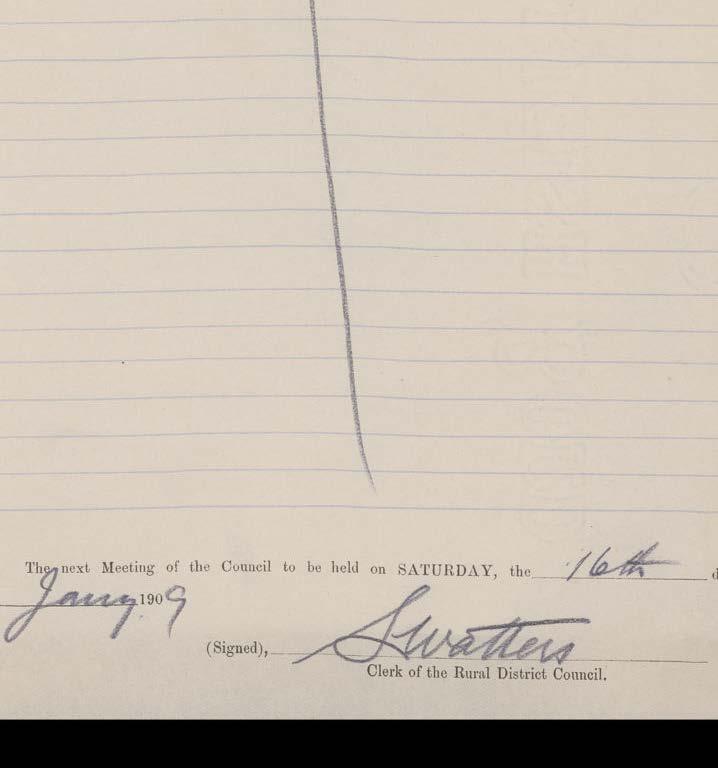 The next Meeting of the Council to be held on SATURDAY, the 16th d
Jany. 1909
(Signed), S Watters
Clerk of the Rural District Council.